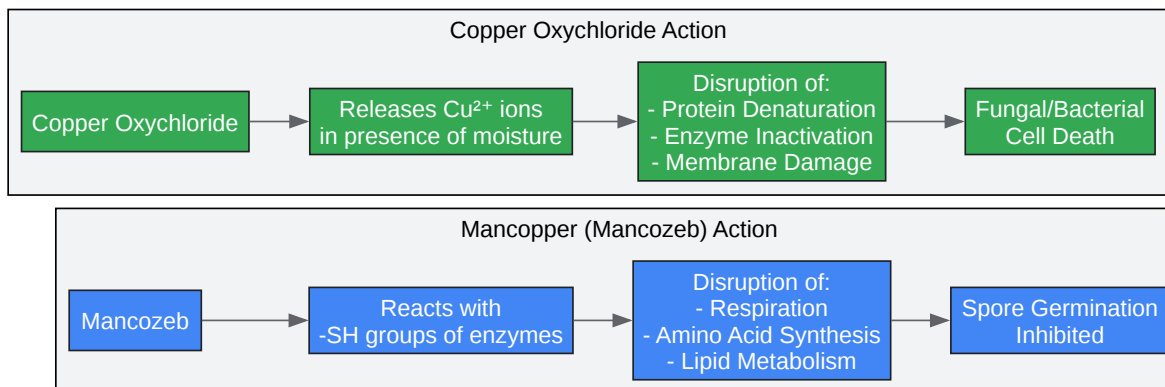 Copper Oxychloride Action
Copper Oxychloride
Releases Cu²⁺ ions
in presence of moisture
Disruption of:
- Protein Denaturation
- Enzyme Inactivation
- Membrane Damage
Fungal/Bacterial
Cell Death
Mancopper (Mancozeb) Action
Mancozeb
Reacts with
-SH groups of enzymes
Disruption of:
- Respiration
- Amino Acid Synthesis
- Lipid Metabolism
Spore Germination
Inhibited